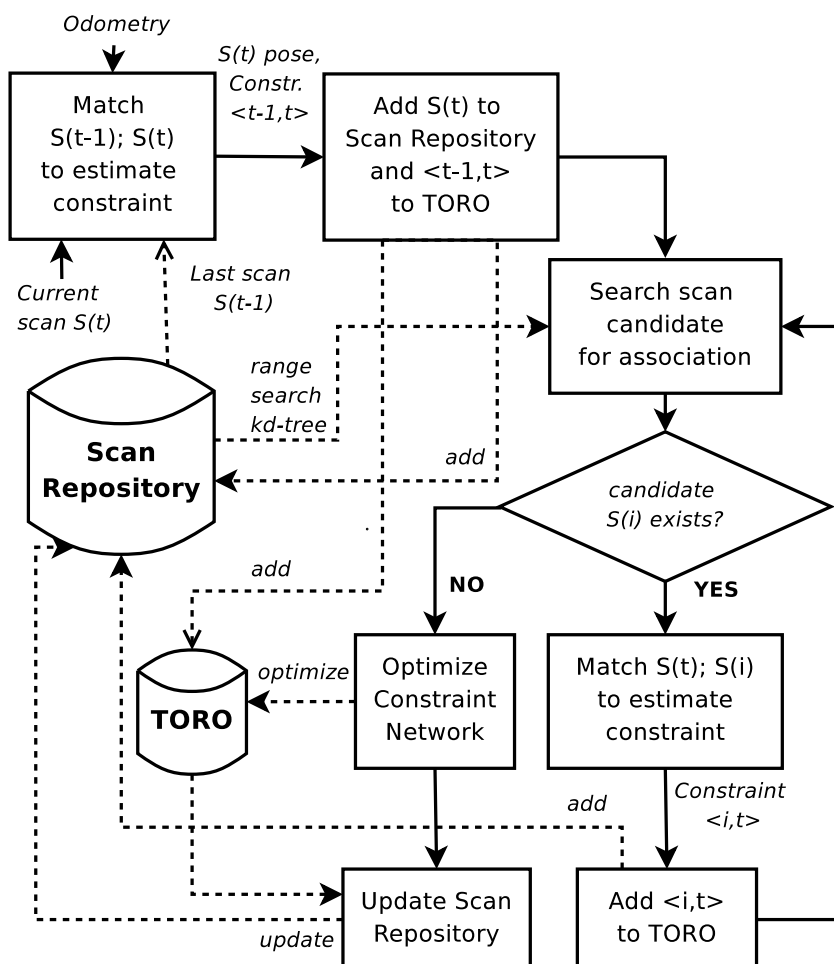 Odometry
S(t) pose,
Constr.
<t-1,t>
Match
S(t-1); S(t)
to estimate
constraint
Add S(t) to
Scan Repository
and <t-1,t>
to TORO
Current
scan S(t)
Last scan
S(t-1)
Search scan
candidate
for association
range
search
kd-tree
Scan
Repository
add
candidate
S(i) exists?
add
NO
YES
TORO
optimize
Optimize
Constraint
Network
Match S(t); S(i)
to estimate
constraint
add
Constraint
<i,t>
update
Update Scan
Repository
Add <i,t>
to TORO